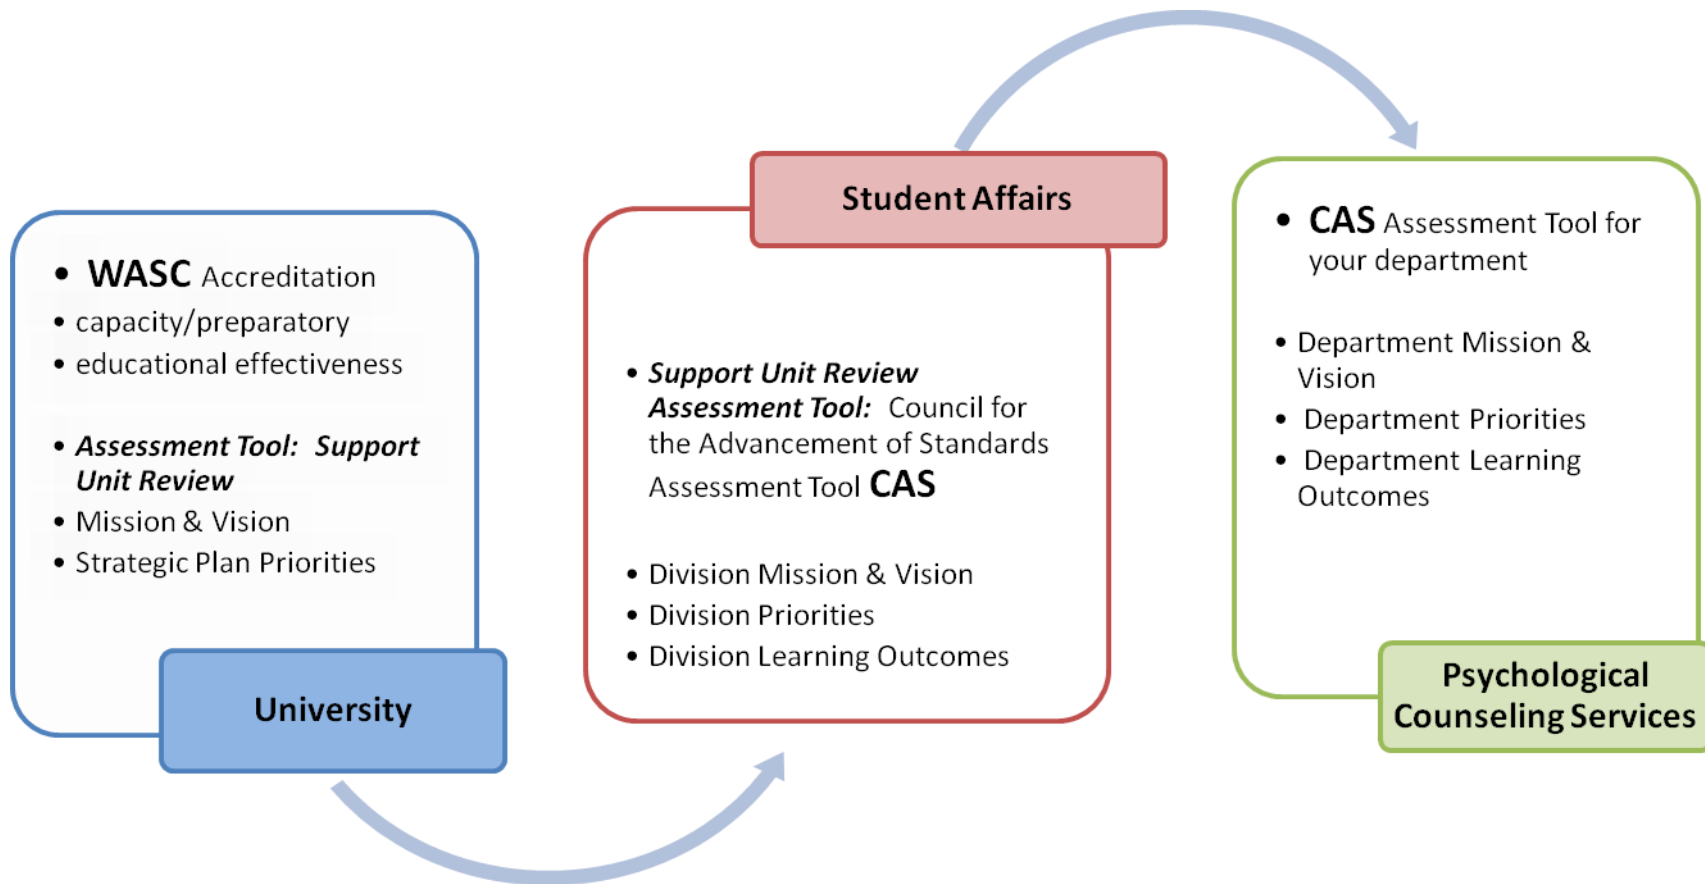 • WASC Accreditation
• capacity/preparatory
• educational effectiveness
• Assessment Tool: Support
Unit Review
• Mission & Vision
• Strategic Plan Priorities
University
Student Affairs
• Support Unit Review
Assessment Tool: Council for
the Advancement of Standards
Assessment Tool CAS
• Division Mission & Vision
• Division Priorities
• Division Learning Outcomes
• CAS Assessment Tool for
your department
• Department Mission &
Vision
• Department Priorities
• Department Learning
Outcomes
Psychological
Counseling Services